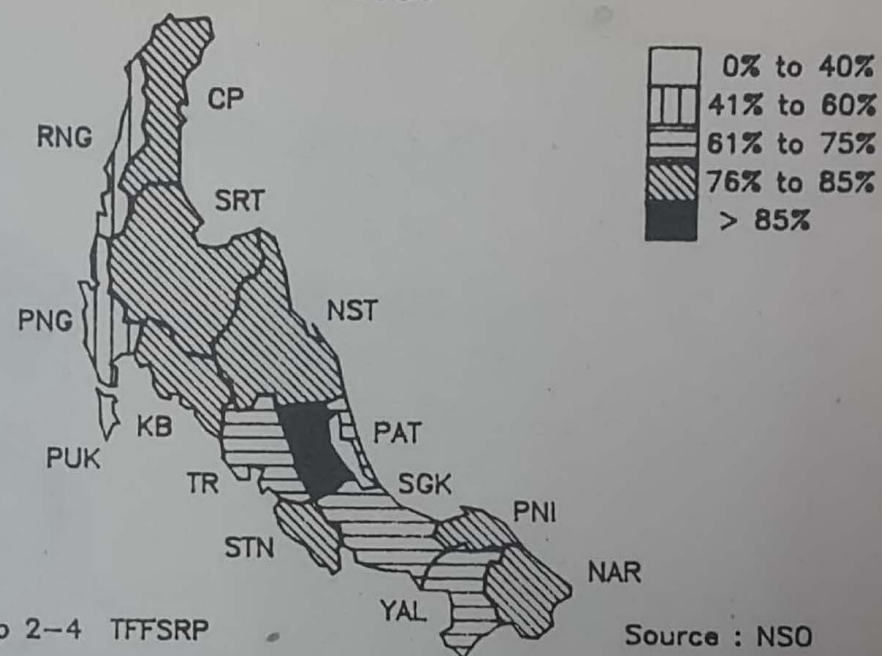 0% to 40%
41% to 60%
61% to 75%
76% to 85%
> 85%
CP
RNG
SRT
PNG
NST
KB
PUK
PAT
TR
SGK
PNI
STN
NAR
YAL
2-4 TFFSRP
Source : NSO